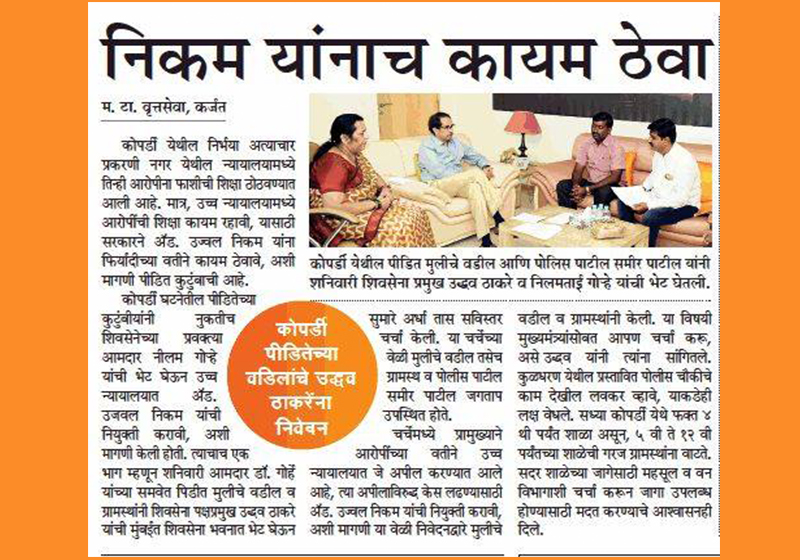 निकम यांनाच कायम ठेवा
म. टा. वृत्तसेवा, कर्जत
कोपर्डी येथील निर्भया अत्याचार
प्रकरणी नगर येथील न्यायालयामध्ये
तिन्ही आरोपींना फाशीची शिक्षा ठोठवण्यात
आली आहे. मात्र, उच्च न्यायालयामध्ये
आरोपींची शिक्षा कायम रहावी, यासाठी
सरकारने अ‍ॅड. उज्वल निकम यांना
फिर्यादीच्या वतीने कायम ठेवावे, अशी
मागणी पीडित कुटुंबाची आहे.
कोपर्डी घटनेतील पीडितेच्या
कुटुंबीयांनी नुकतीच
शिवसेनेच्या प्रवक्त्या
आमदार नीलम गोऱ्हे
यांची भेट घेऊन उच्च
न्यायालयात अ‍ॅड.
उजवल निकम यांची
नियुक्ती करावी, अशी
मागणी केली होती. त्याचाच एक
भाग म्हणून शनिवारी आमदार डॉ. गोर्हे
यांच्या समवेत पिडीत मुलीचे वडील व
ग्रामस्थांनी शिवसेना पक्षप्रमुख उद्धव ठाकरे
यांची मुंबईत शिवसेना भवनात भेट घेऊन
कोपर्डी येथील पीडित मुलीचे वडील आणि पोलिस पाटील समीर पाटील यांनी
शनिवारी शिवसेना प्रमुख उद्धव ठाकरे व निलमताई गोऱ्हे यांची भेट घेतली.
कोपर्डी
पीडितेच्या
वडिलांचे उद्धव
ठाकरेंना
निवेदन
सुमारे अर्धा तास सविस्तर
चर्चा केली. या चर्चेच्या
वेळी मुलीचे वडील तसेच
ग्रामस्थ व पोलीस पाटील
समीर पाटील जगताप
उपस्थित होते.
चर्चेमध्ये प्रामुख्याने
आरोपींच्या वतीने उच्च
न्यायालयात जे अपील करण्यात आले
आहे, त्या अपीलाविरुद्ध केस लढण्यासाठी
अ‍ॅड. उज्वल निकम यांची नियुक्ती करावी,
अशी मागणी या वेळी निवेदनद्वारे मुलीचे
वडील व ग्रामस्थांनी केली. या विषयी
मुख्यमंत्र्यांसोबत आपण चर्चा करू,
असे उद्धव यांनी त्यांना सांगितले.
कुळधरण येथील प्रस्तावित पोलीस चौकीचे
काम देखील लवकर व्हावे, याकडेही
लक्ष वेधले. सध्या कोपर्डी येथे फक्त ४
थी पर्यंत शाळा असून, ५ वी ते १२ वी
पर्यंतच्या शाळेची गरज ग्रामस्थांना वाटते.
सदर शाळेच्या जागेसाठी महसूल व वन
विभागाशी चर्चा करून जागा उपलब्ध
होण्यासाठी मदत करण्याचे आश्वासनही
दिले.